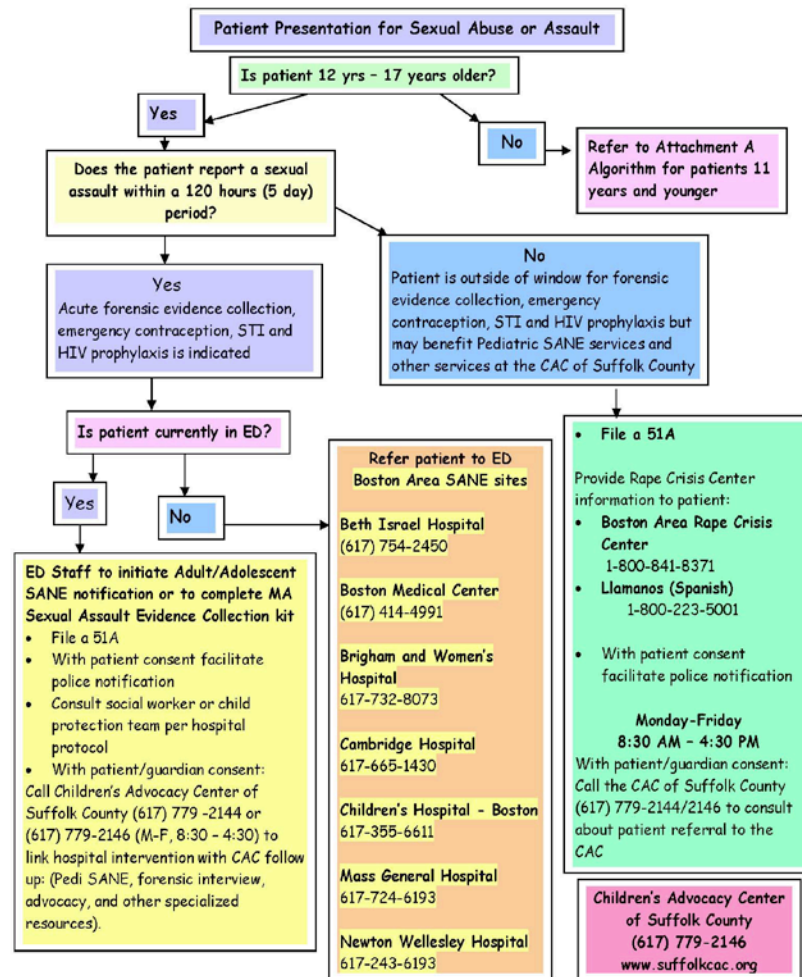 Patient Presentation for Sexual Abuse or Assault
Is patient 12 yrs – 17 years older?
Yes
No
Refer to Attachment A
Algorithm for patients 11
years and younger
Does the patient report a sexual
assault within a 120 hours (5 day)
period?
Yes
Acute forensic evidence collection,
emergency contraception, STI and
HIV prophylaxis is indicated
No
Patient is outside of window for forensic
evidence collection, emergency
contraception, STI and HIV prophylaxis but
may benefit Pediatric SANE services and
other services at the CAC of Suffolk County
Is patient currently in ED?
Yes
No
ED Staff to initiate Adult/Adolescent
SANE notification or to complete MA
Sexual Assault Evidence Collection kit
• File a 51A
• With patient consent facilitate
police notification
• Consult social worker or child
protection team per hospital
protocol
• With patient/guardian consent:
Call Children's Advocacy Center of
Suffolk County (617) 779 -2144 or
(617) 779-2146 (M-F, 8:30 – 4:30) to
link hospital intervention with CAC follow
up: (Pedi SANE, forensic interview,
advocacy, and other specialized
resources).
Refer patient to ED
Boston Area SANE sites
Beth Israel Hospital
(617) 754-2450
Boston Medical Center
(617) 414-4991
Brigham and Women's
Hospital
617-732-8073
Cambridge Hospital
617-665-1430
Children's Hospital - Boston
617-355-6611
Mass General Hospital
617-724-6193
Newton Wellesley Hospital
617-243-6193
• File a 51A
Provide Rape Crisis Center
information to patient:
• Boston Area Rape Crisis
Center
1-800-841-8371
• Llamanos (Spanish)
1-800-223-5001
• With patient consent
facilitate police notification
Monday-Friday
8:30 AM – 4:30 PM
With patient/guardian consent:
Call the CAC of Suffolk County
(617) 779-2144/2146 to consult
about patient referral to the
CAC
Children's Advocacy Center
of Suffolk County
(617) 779-2146
www.suffolkcac.org